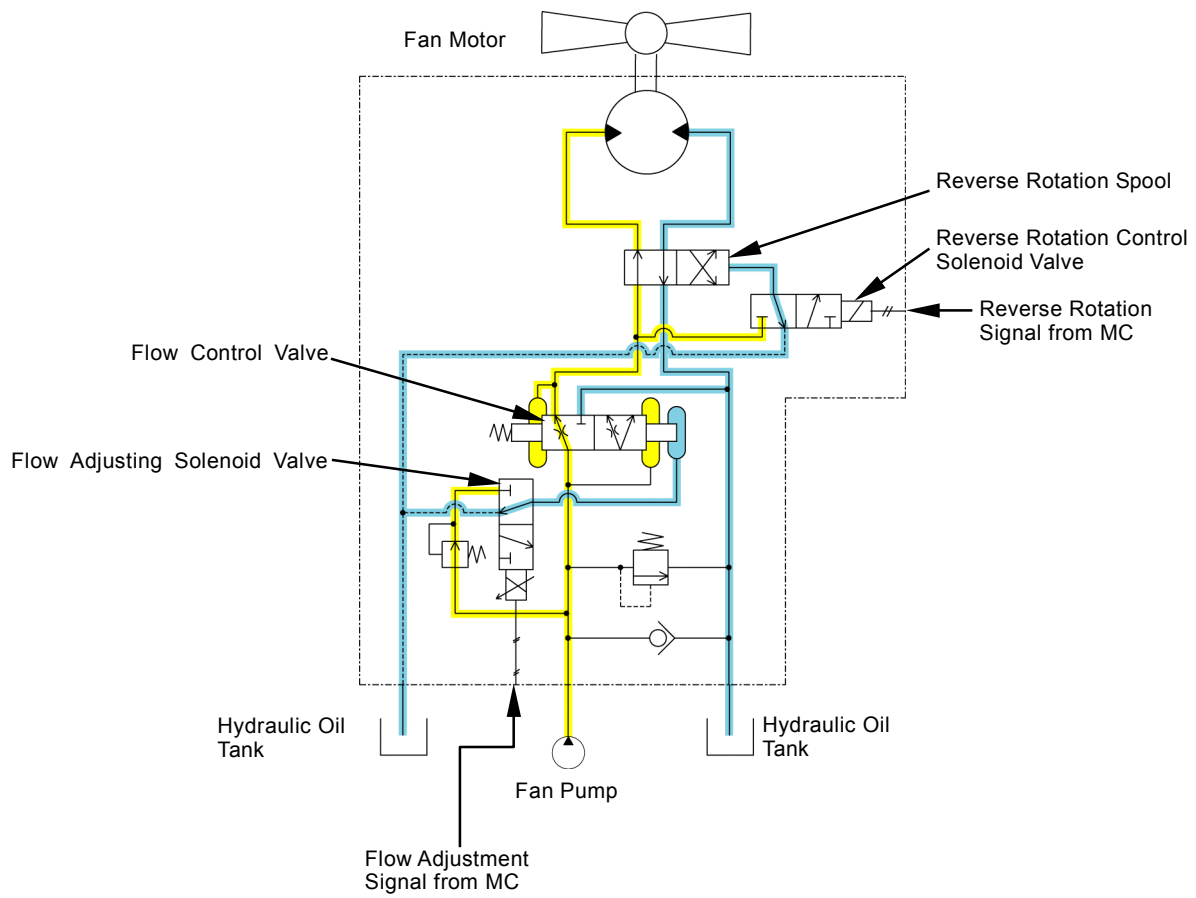 Fan Motor
Reverse Rotation Spool
Reverse Rotation Control
Solenoid Valve
Reverse Rotation
Signal from MC
Flow Control Valve
Flow Adjusting Solenoid Valve
Hydraulic Oil
Tank
Hydraulic Oil
Tank
Fan Pump
Flow Adjustment
Signal from MC